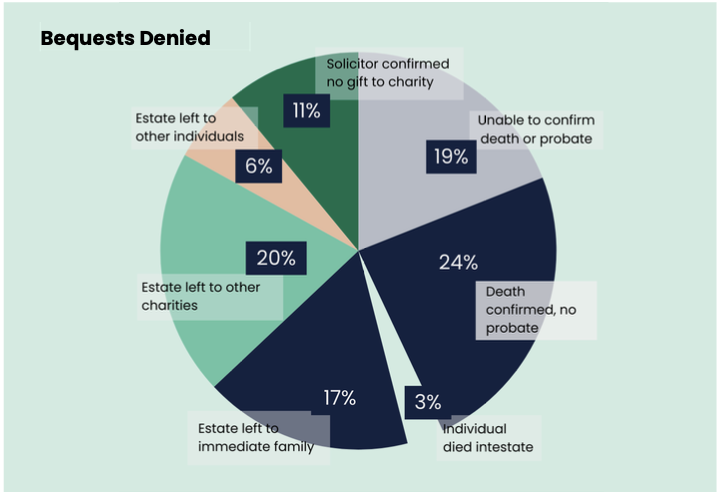 Bequests Denied
Solicitor confirmed
no gift to charity
11%
Unable to confirm
death or probate
19%
Estate left to
other individuals
6%
24%
Death
confirmed, no
probate
20%
Estate left to other
charities
17%
Estate left to
immediate family
3%
Individual
died intestate